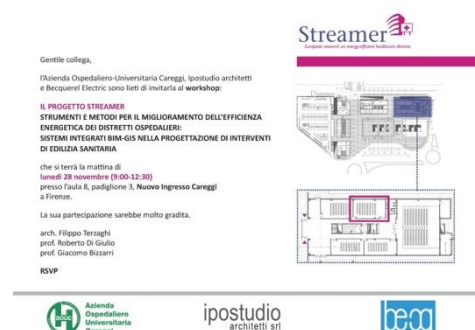 Streamer
European research on energy-efficient healthcare districts
Gentile collega,
l'Azienda Ospedaliero-Universitaria Careggi, Ipostudio architetti
e Becquerel Electric sono lieti di invitarla al workshop:
IL PROGETTO STREAMER
STRUMENTI E METODI PER IL MIGLIORAMENTO DELL'EFFICIENZA
ENERGETICA DEI DISTRETTI OSPEDALIERI:
SISTEMI INTEGRATI BIM-GIS NELLA PROGETTAZIONE DI INTERVENTI
DI EDILIZIA SANITARIA
che si terrà la mattina di
lunedì 28 novembre (9:00-12:30)
presso l'aula 8, padiglione 3, Nuovo Ingresso Careggi
a Firenze.
La sua partecipazione sarebbe molto gradita.
arch. Filippo Terzaghi
prof. Roberto Di Giulio
prof. Giacomo Bizzarri
RSVP
Azienda
Ospedaliero
Universitaria
Careggi
ipostudio
architetti srl